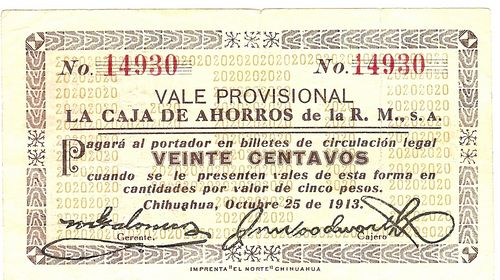 No. 14930 No. 14930
20202020202020
VALE PROVISIONAL
LA CAJA DE AHORROS de la R. M., S. A.
Pagará al portador en billetes de circulación legal
VEINTE CENTAVOS
cuando se le presenten vales de esta forma en
cantidades por valor de cinco pesos.
Chihuahua, Octubre 25 de 1913.
Gerente. Cajero
IMPRENTA "EL NORTE" CHIHUAHUA